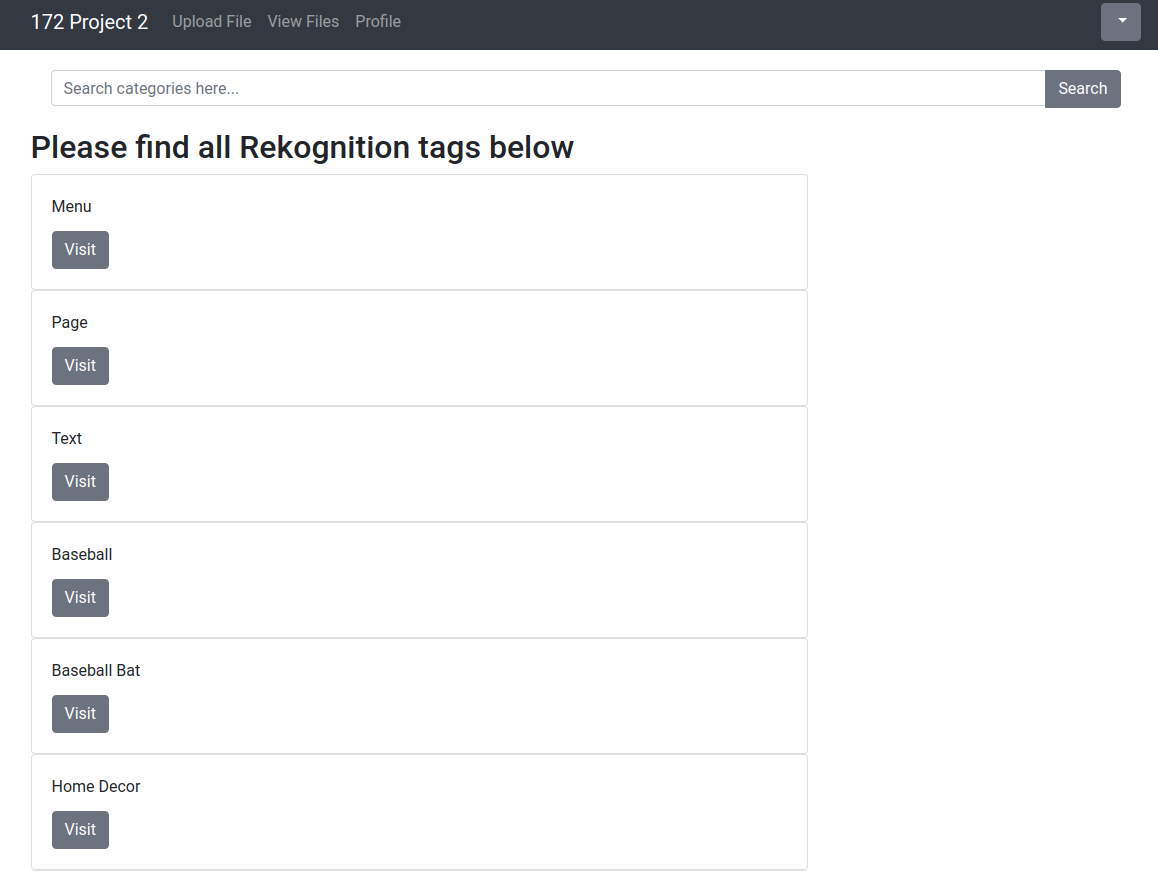 172 Project 2 Upload File View Files Profile
Search categories here... Search
Please find all Rekognition tags below
Menu
Visit
Page
Visit
Text
Visit
Baseball
Visit
Baseball Bat
Visit
Home Decor
Visit